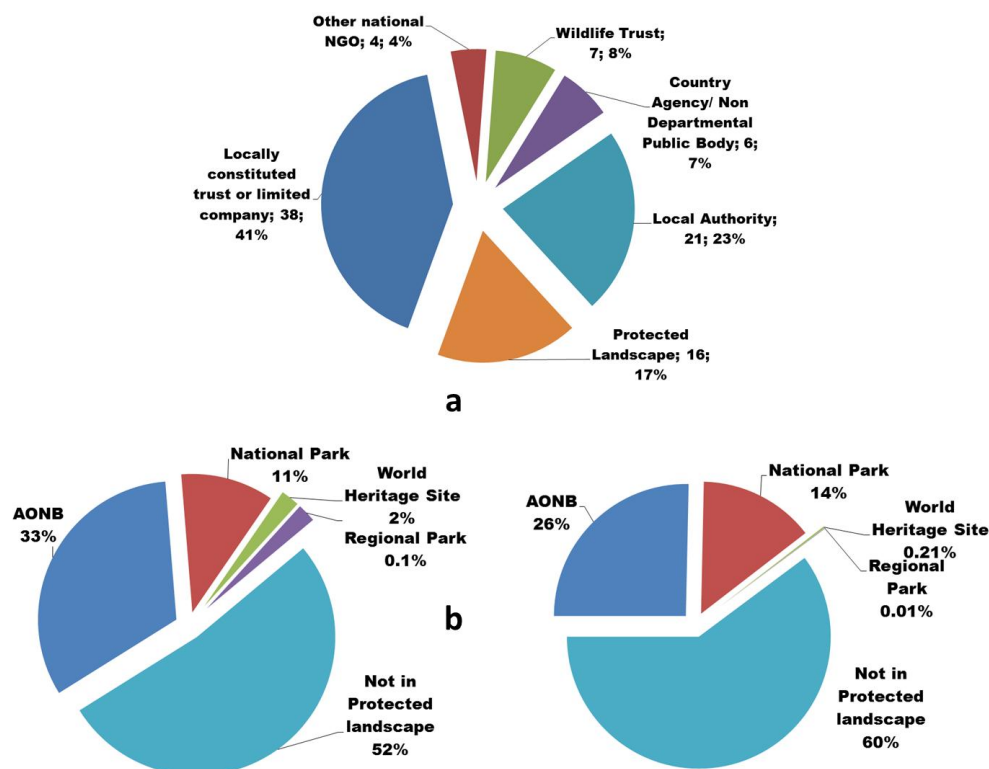 Other national
NGO; 4; 4%
Wildlife Trust;
7; 8%
Country
Agency/ Non
Departmental
Public Body; 6;
7%
Local Authority;
21; 23%
Protected
Landscape; 16;
17%
Locally
constituted
trust or limited
company; 38;
41%
a
AONB
33%
National Park
11%
World
Heritage Site
2%
Regional Park
0.1%
Not in
Protected
landscape
52%
b
AONB
26%
National Park
14%
World
Heritage Site
0.21%
Regional
Park
0.01%
Not in
Protected
landscape
60%